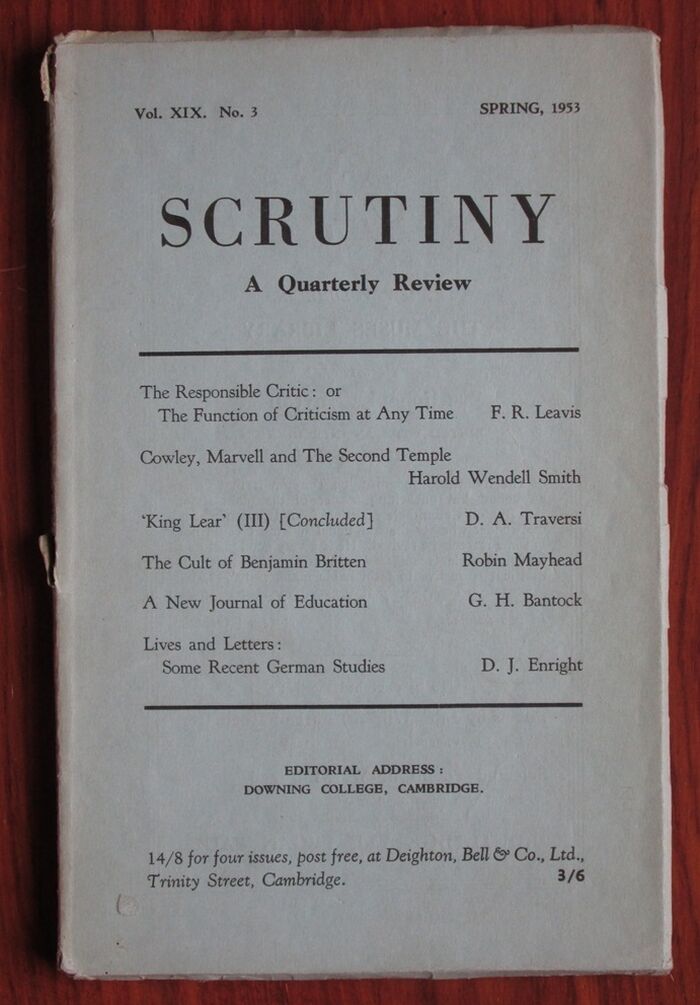 Vol. XIX. No. 3 SPRING, 1953
SCRUTINY
A Quarterly Review
The Responsible Critic : or
The Function of Criticism at Any Time F. R. Leavis
Cowley, Marvell and The Second Temple
Harold Wendell Smith
‘King Lear’ (III) [Concluded] D. A. Traversi
The Cult of Benjamin Britten Robin Mayhead
A New Journal of Education G. H. Bantock
Lives and Letters :
Some Recent German Studies D. J. Enright
EDITORIAL ADDRESS :
DOWNING COLLEGE, CAMBRIDGE.
14/8 for four issues, post free, at Deighton, Bell & Co., Ltd.,
Trinity Street, Cambridge. 3/6